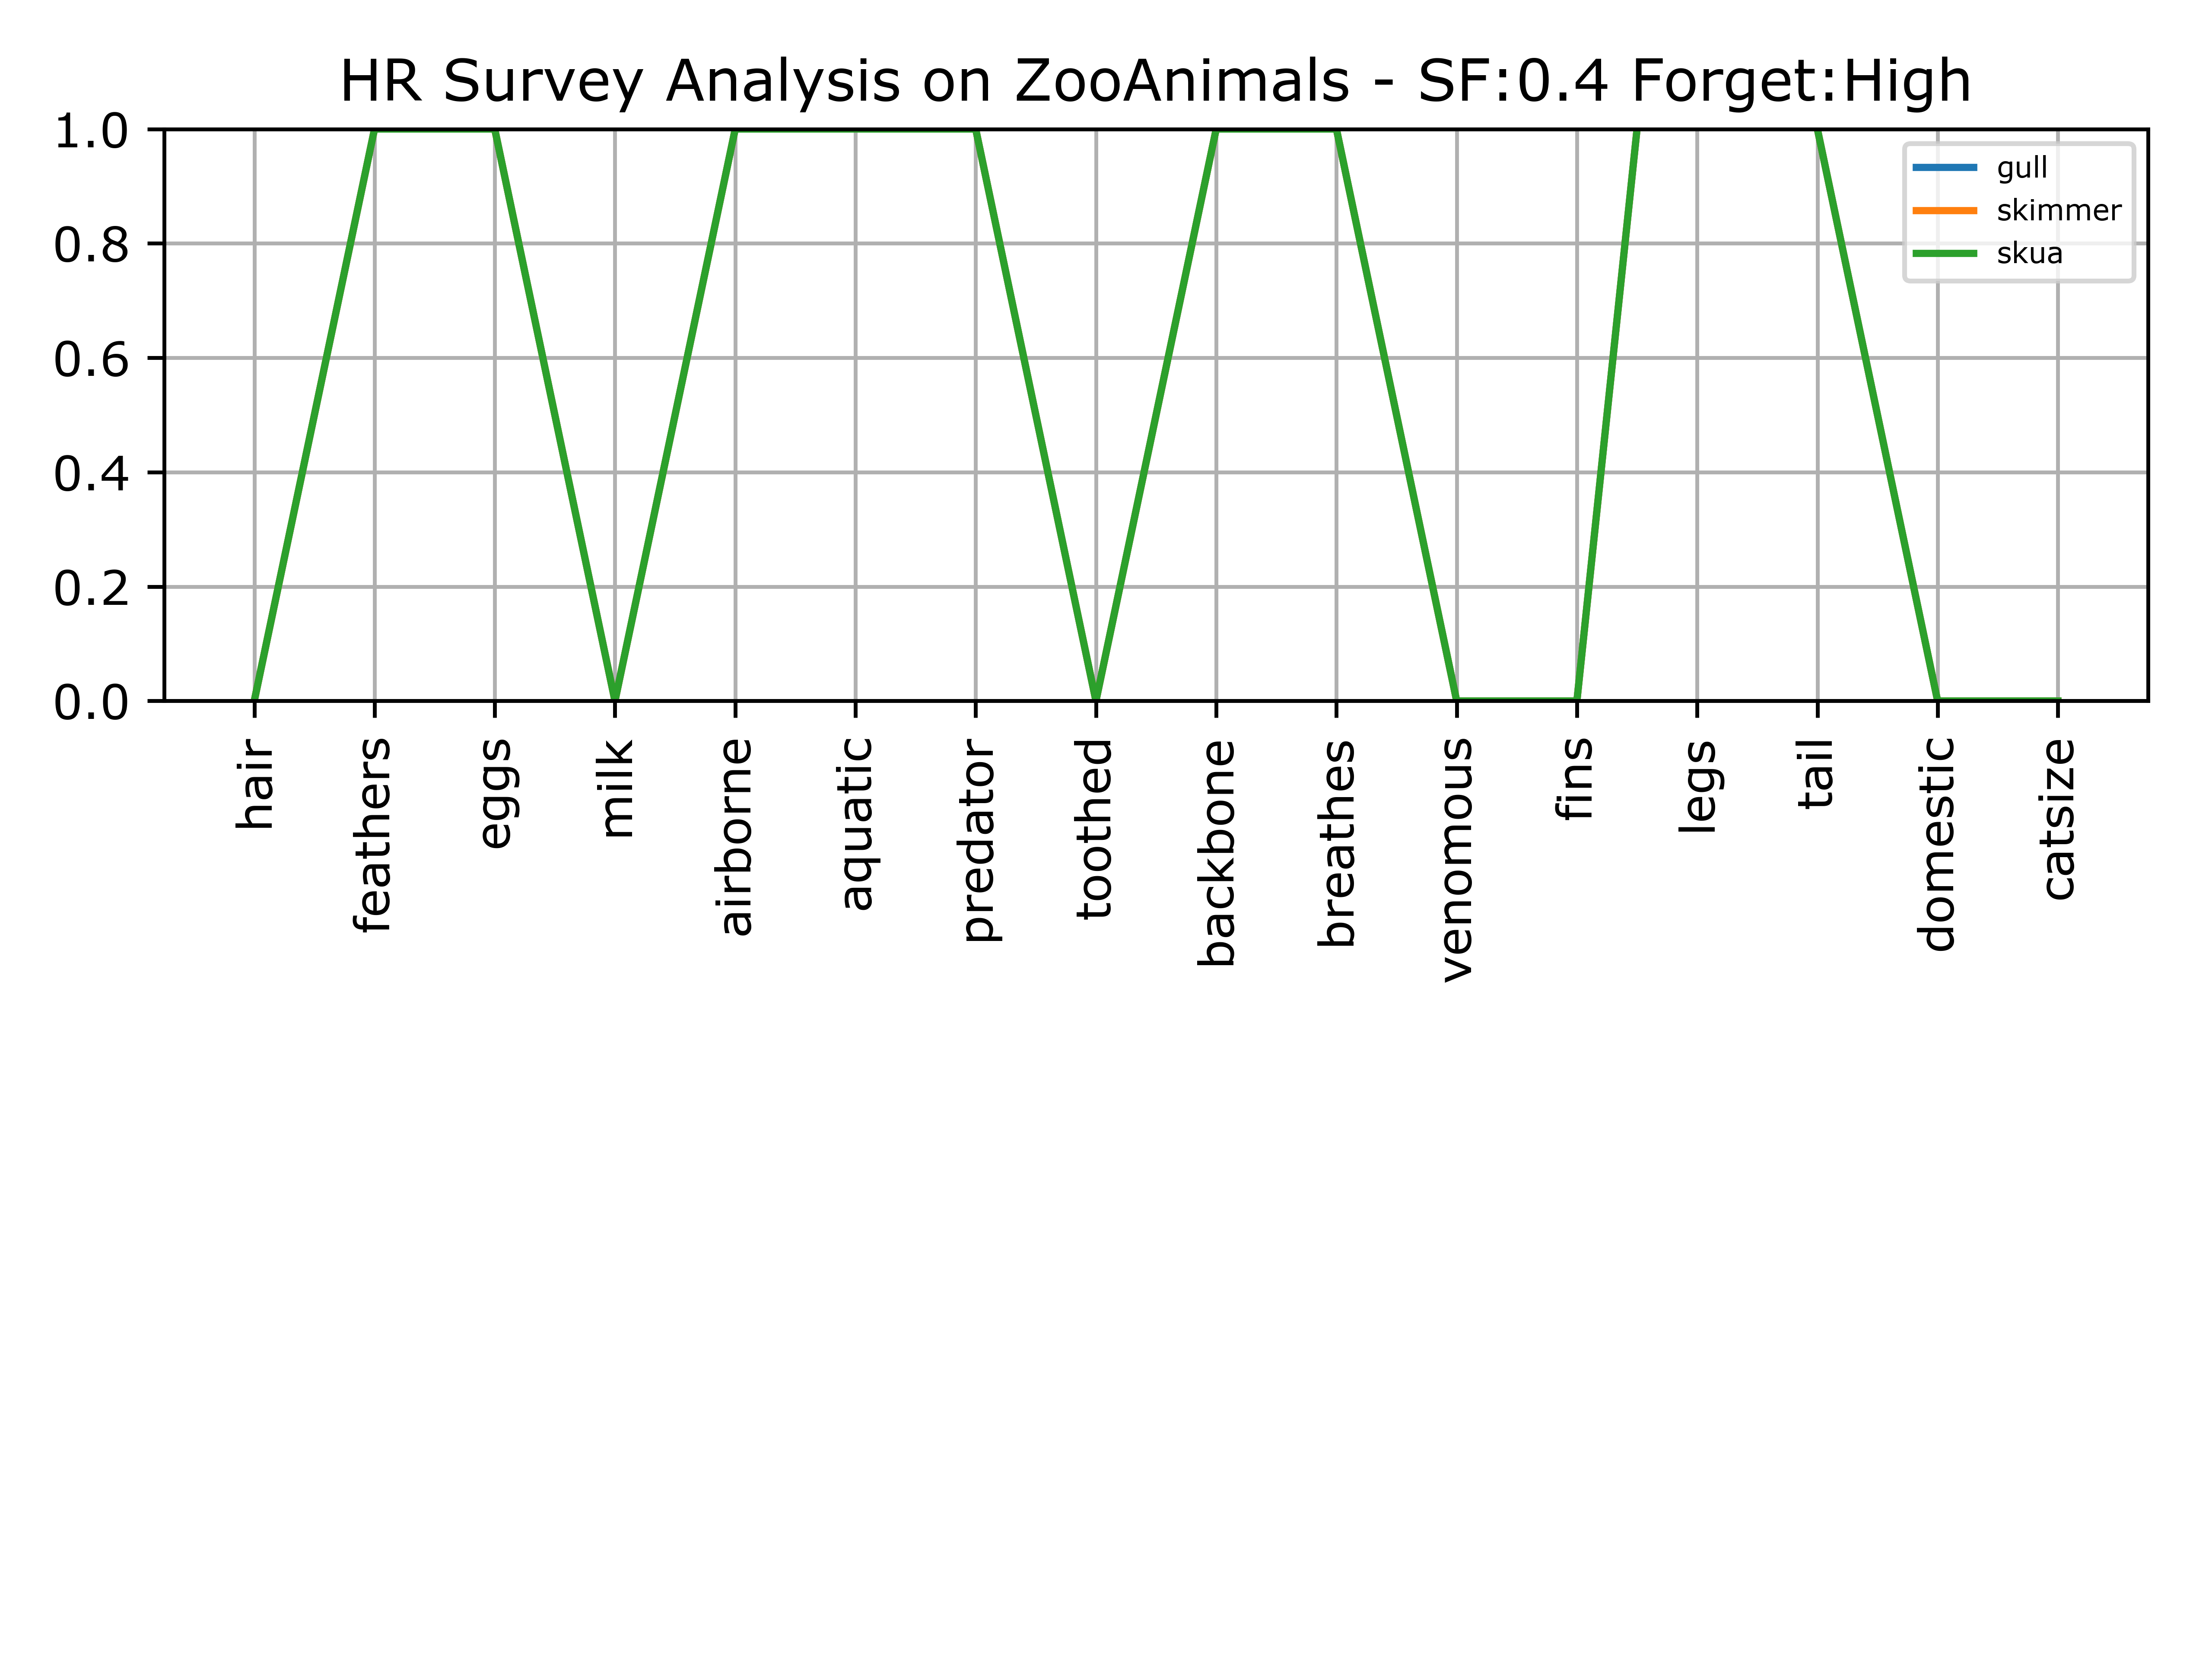 HR Survey Analysis on ZooAnimals - SF:0.4 Forget:High
1.0
0.8
0.6
0.4
0.2
0.0
gull
skimmer
skua
hair
feathers
eggs
milk
airborne
aquatic
predator
toothed
backbone
breathes
venomous
fins
legs
tail
domestic
catsize